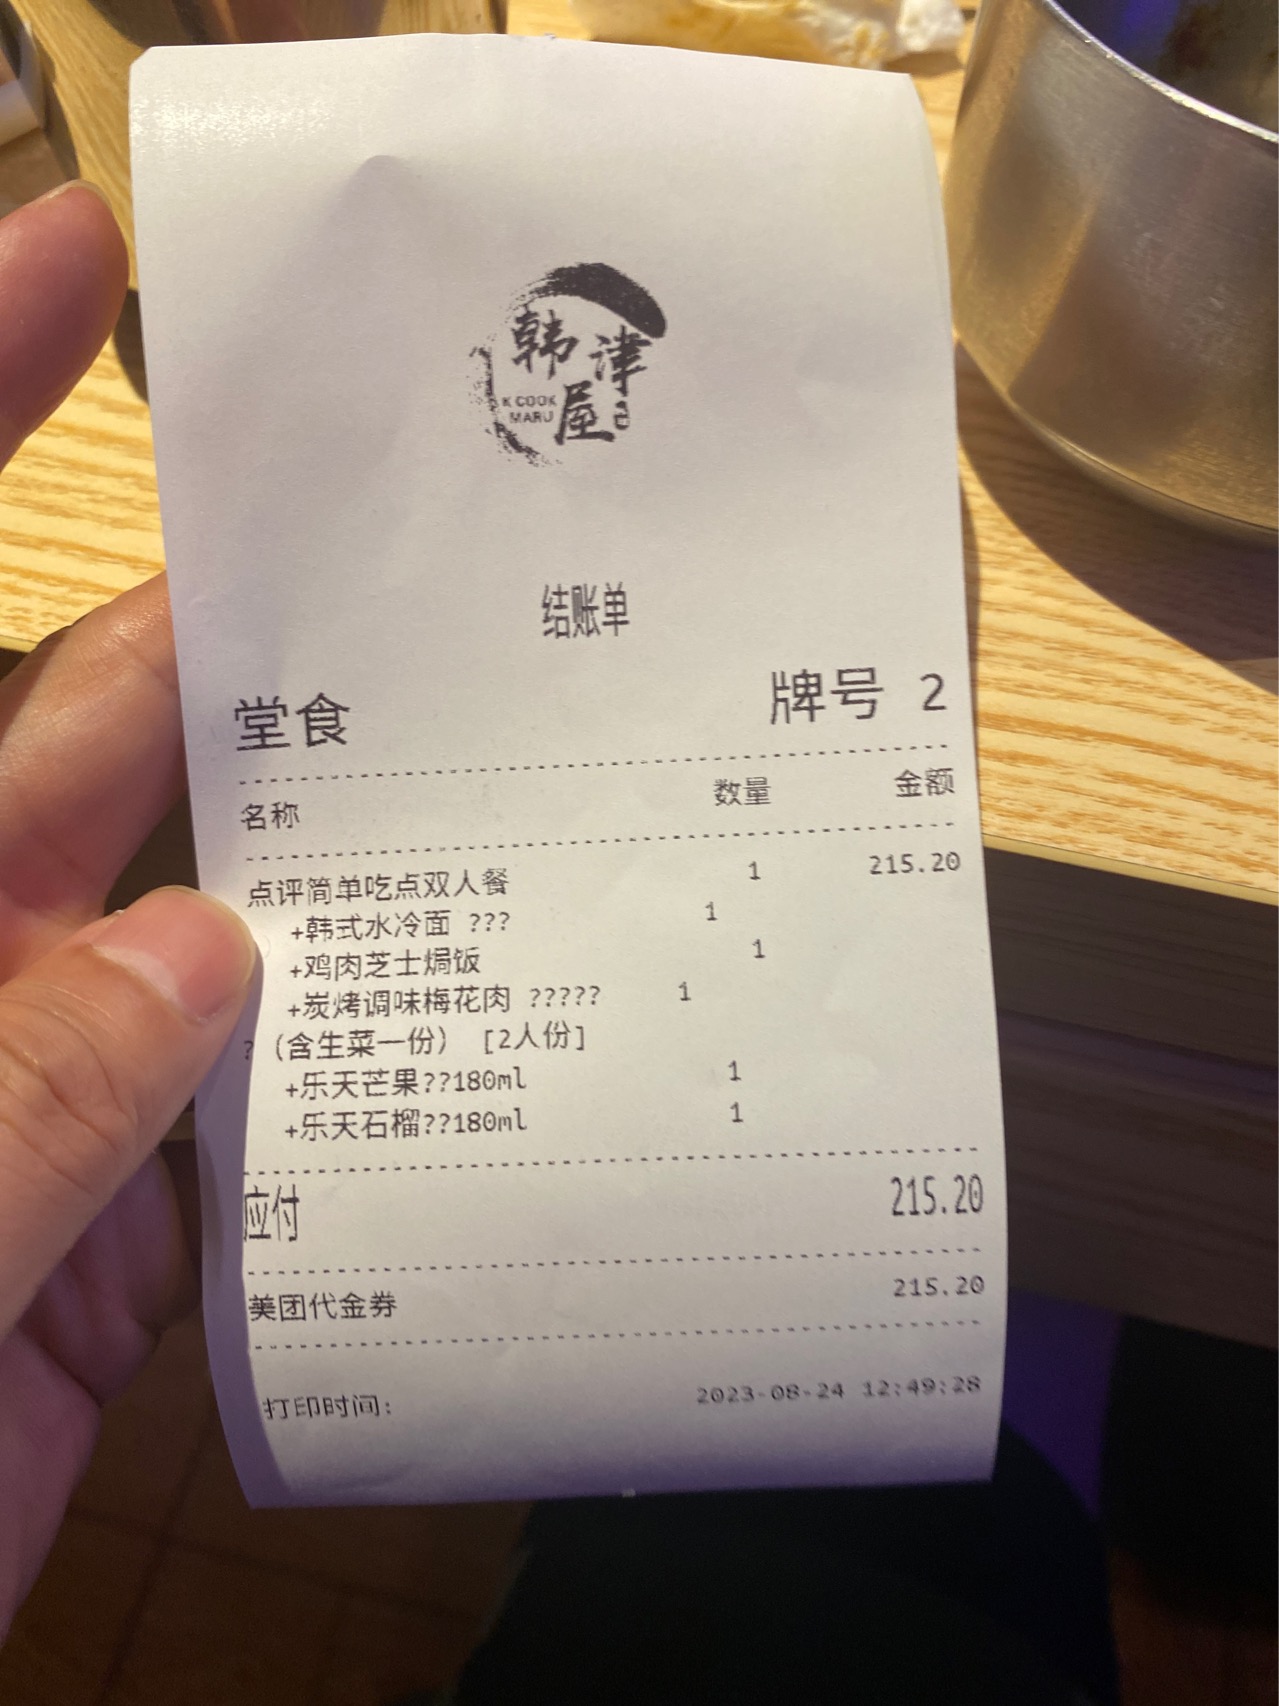 韩津
屋
K COOK
MARU
结账单
堂食 牌号 2
名称 数量 金额
点评简单吃点双人餐 1 215.20
+韩式水冷面 ??? 1
+鸡肉芝士焗饭 1
+炭烤调味梅花肉 ????? 1
?（含生菜一份） [2人份]
+乐天芒果??180ml 1
+乐天石榴??180ml 1
应付 215.20
美团代金券 215.20
打印时间: 2023-08-24 12:49:28